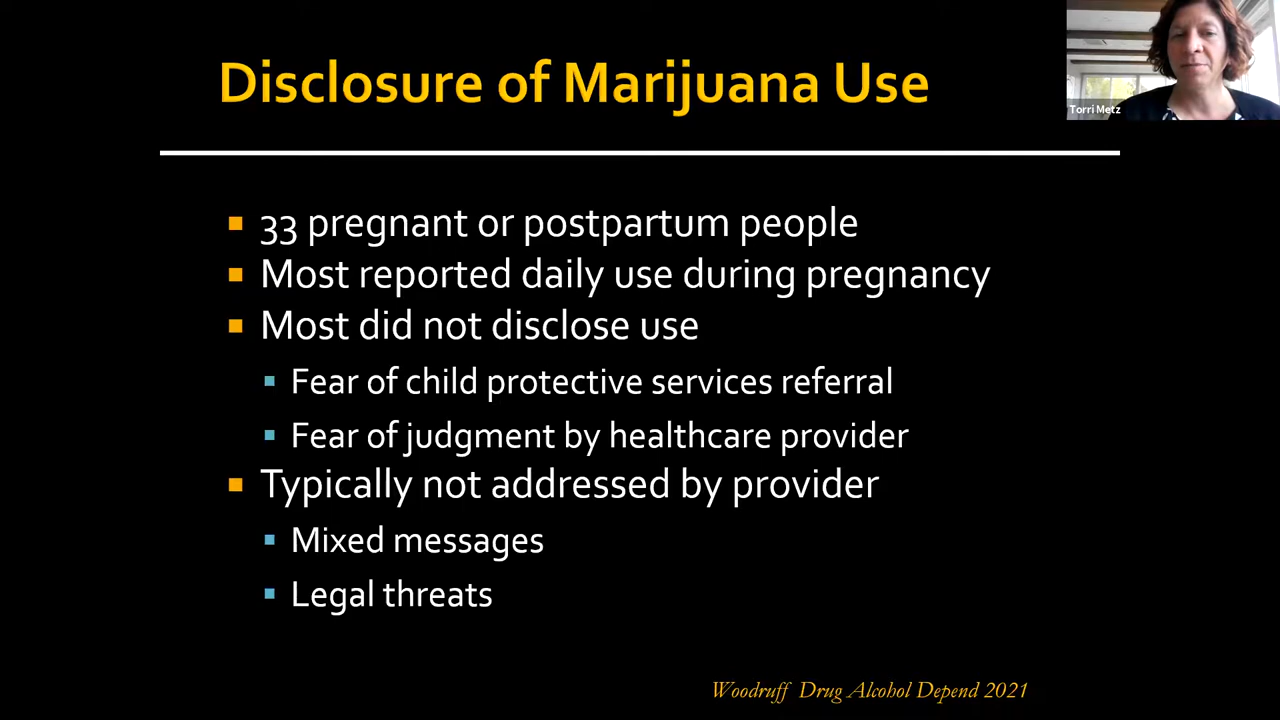 Disclosure of Marijuana Use
Torri Metz
33 pregnant or postpartum people
Most reported daily use during pregnancy
Most did not disclose use
Fear of child protective services referral
Fear of judgment by healthcare provider
Typically not addressed by provider
Mixed messages
Legal threats
Woodruff Drug Alcohol Depend 2021